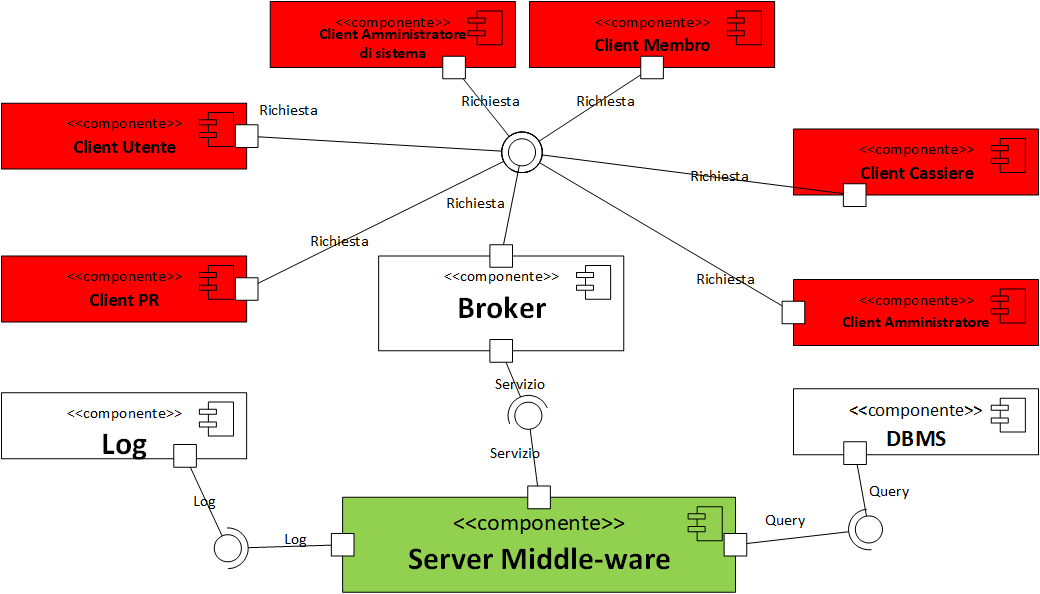 <<componente>>
Client Amministratore
di sistema
<<componente>>
Client Membro
Richiesta
Richiesta
Richiesta
<<componente>>
Client Utente
<<componente>>
Client Cassiere
Richiesta
Richiesta
Richiesta
<<componente>>
Client PR
<<componente>>
Broker
Richiesta
<<componente>>
Client Amministratore
Servizio
<<componente>>
Log
<<componente>>
DBMS
Servizio
Log
Query
Log
Query
<<componente>>
Server Middle-ware